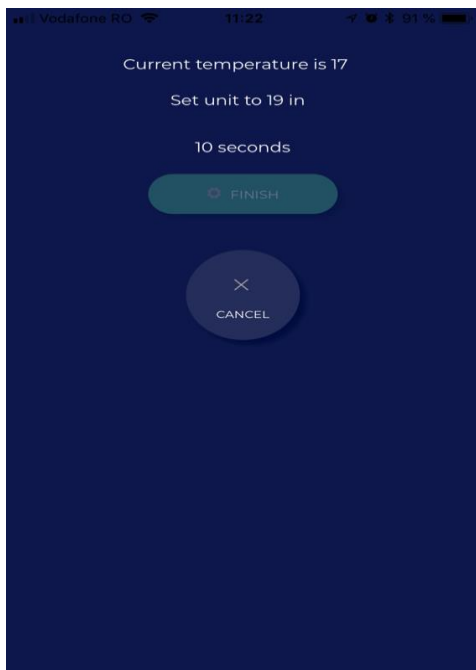 Vodafone RO 11:22 91 %
Current temperature is 17
Set unit to 19 in
10 seconds
FINISH
CANCEL